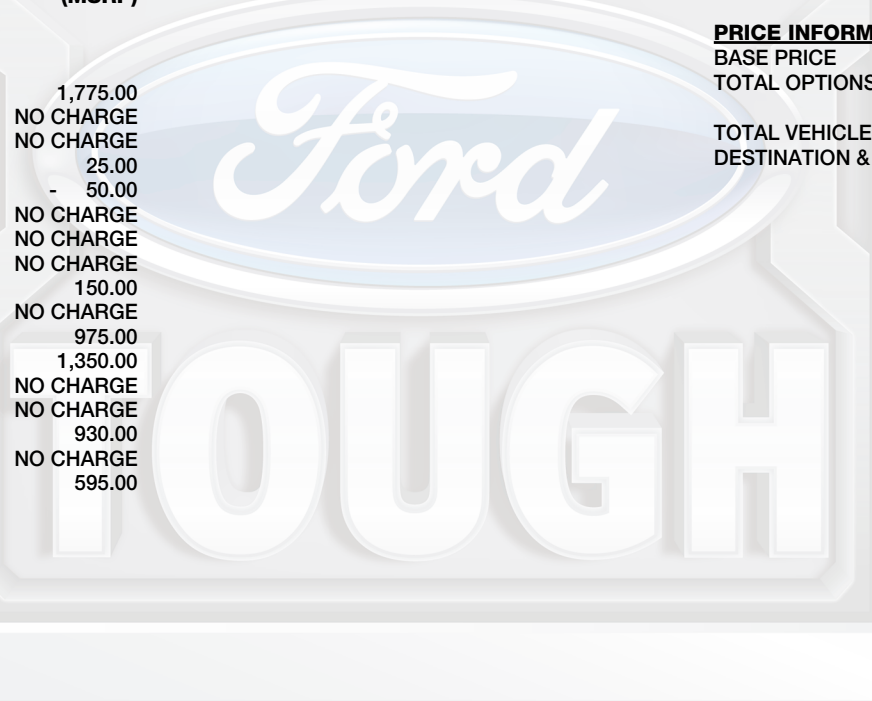 (MSRP)
1,775.00
NO CHARGE
NO CHARGE
25.00
- 50.00
NO CHARGE
NO CHARGE
NO CHARGE
150.00
NO CHARGE
975.00
1,350.00
NO CHARGE
NO CHARGE
930.00
NO CHARGE
595.00
PRICE INFORM
BASE PRICE
TOTAL OPTIONS
TOTAL VEHICLE
DESTINATION &
Ford
TOUGH